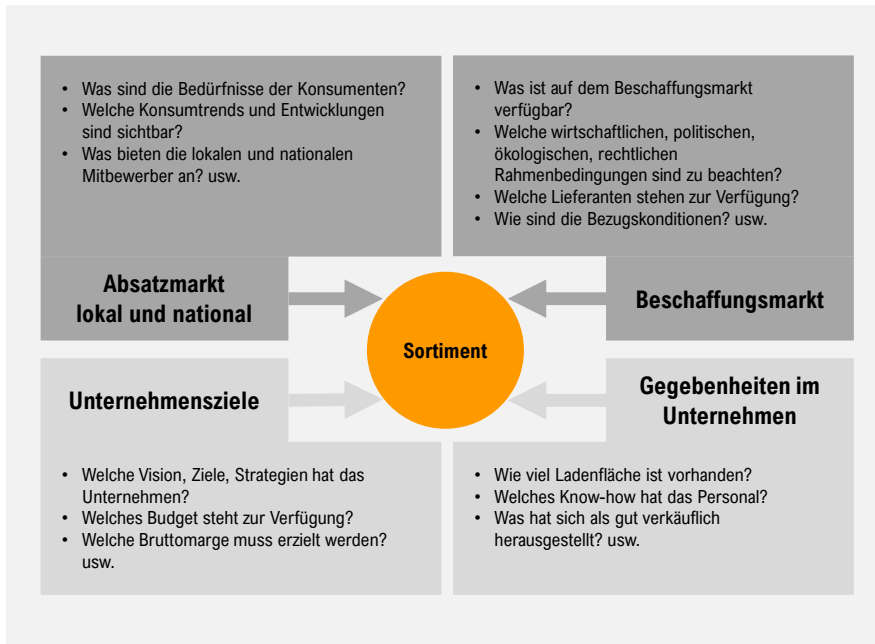 • Was sind die Bedürfnisse der Konsumenten?
• Welche Konsumtrends und Entwicklungen
sind sichtbar?
• Was bieten die lokalen und nationalen
Mitbewerber an? usw.
• Was ist auf dem Beschaffungsmarkt
verfügbar?
• Welche wirtschaftlichen, politischen,
ökologischen, rechtlichen
Rahmenbedingungen sind zu beachten?
• Welche Lieferanten stehen zur Verfügung?
• Wie sind die Bezugskonditionen? usw.
Absatzmarkt
lokal und national
Beschaffungsmarkt
Sortiment
Unternehmensziele
Gegebenheiten im
Unternehmen
• Welche Vision, Ziele, Strategien hat das
Unternehmen?
• Welches Budget steht zur Verfügung?
• Welche Bruttomarge muss erzielt werden?
usw.
• Wie viel Ladenfläche ist vorhanden?
• Welches Know-how hat das Personal?
• Was hat sich als gut verkäuflich
herausgestellt? usw.